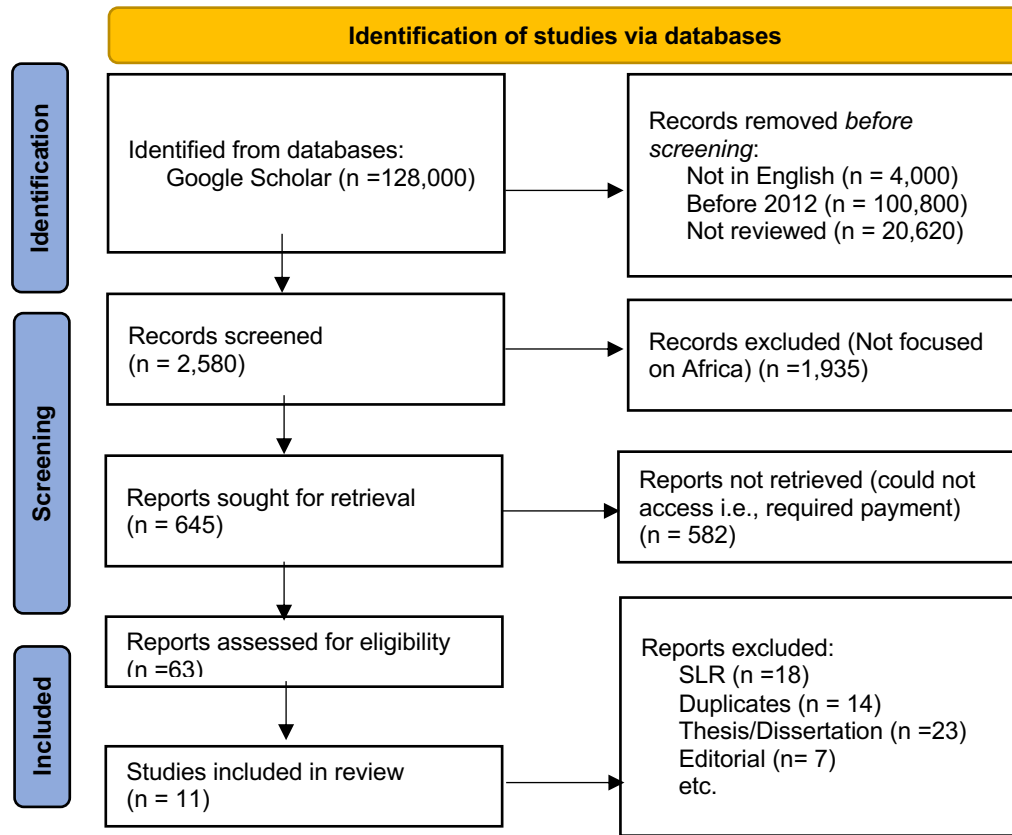 Identification of studies via databases
Identification
Identified from databases:
Google Scholar (n =128,000)
Records removed before
screening:
Not in English (n = 4,000)
Before 2012 (n = 100,800)
Not reviewed (n = 20,620)
Screening
Records screened
(n = 2,580)
Records excluded (Not focused
on Africa) (n =1,935)
Reports sought for retrieval
(n = 645)
Reports not retrieved (could not
access i.e., required payment)
(n = 582)
Reports assessed for eligibility
(n =63)
Included
Reports excluded:
SLR (n =18)
Duplicates (n = 14)
Thesis/Dissertation (n =23)
Editorial (n= 7)
etc.
Studies included in review
(n = 11)